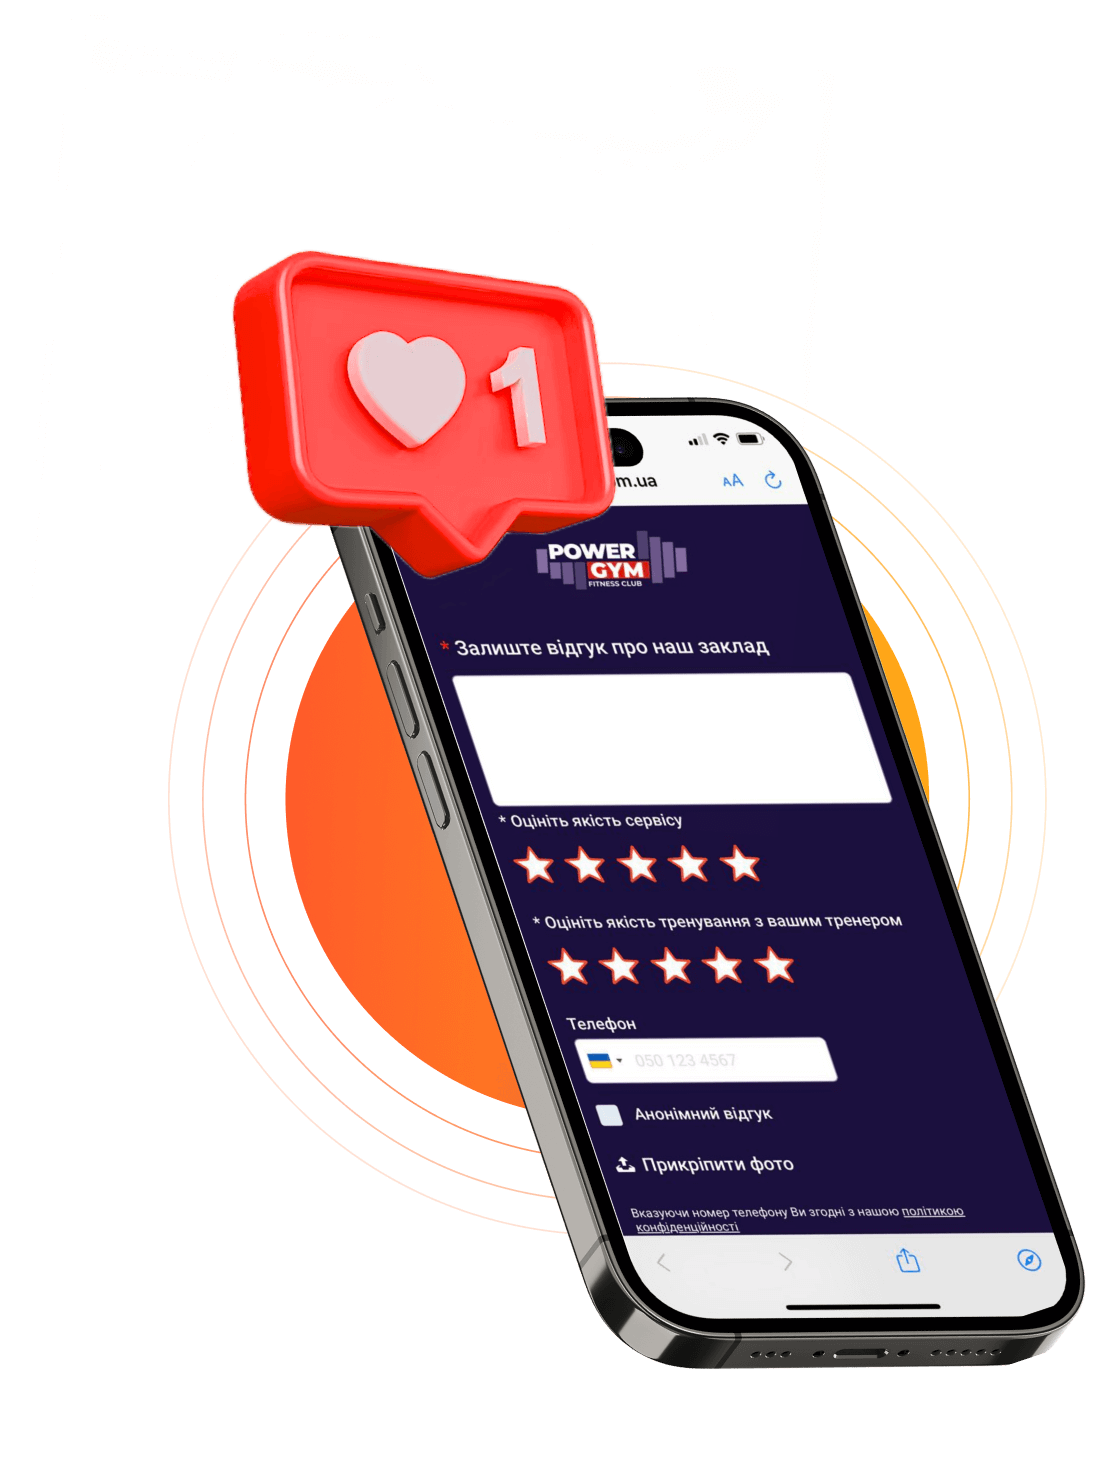 1
m.ua
AA
POWER
GYM
FITNESS CLUB
* Залиште відгук про наш заклад
* Оцініть якість сервісу
* Оцініть якість тренування з вашим тренером
Телефон
050 123 4567
Анонімний відгук
Прикріпити фото
Вказуючи номер телефону Ви згодні з нашою політикою
конфіденційності